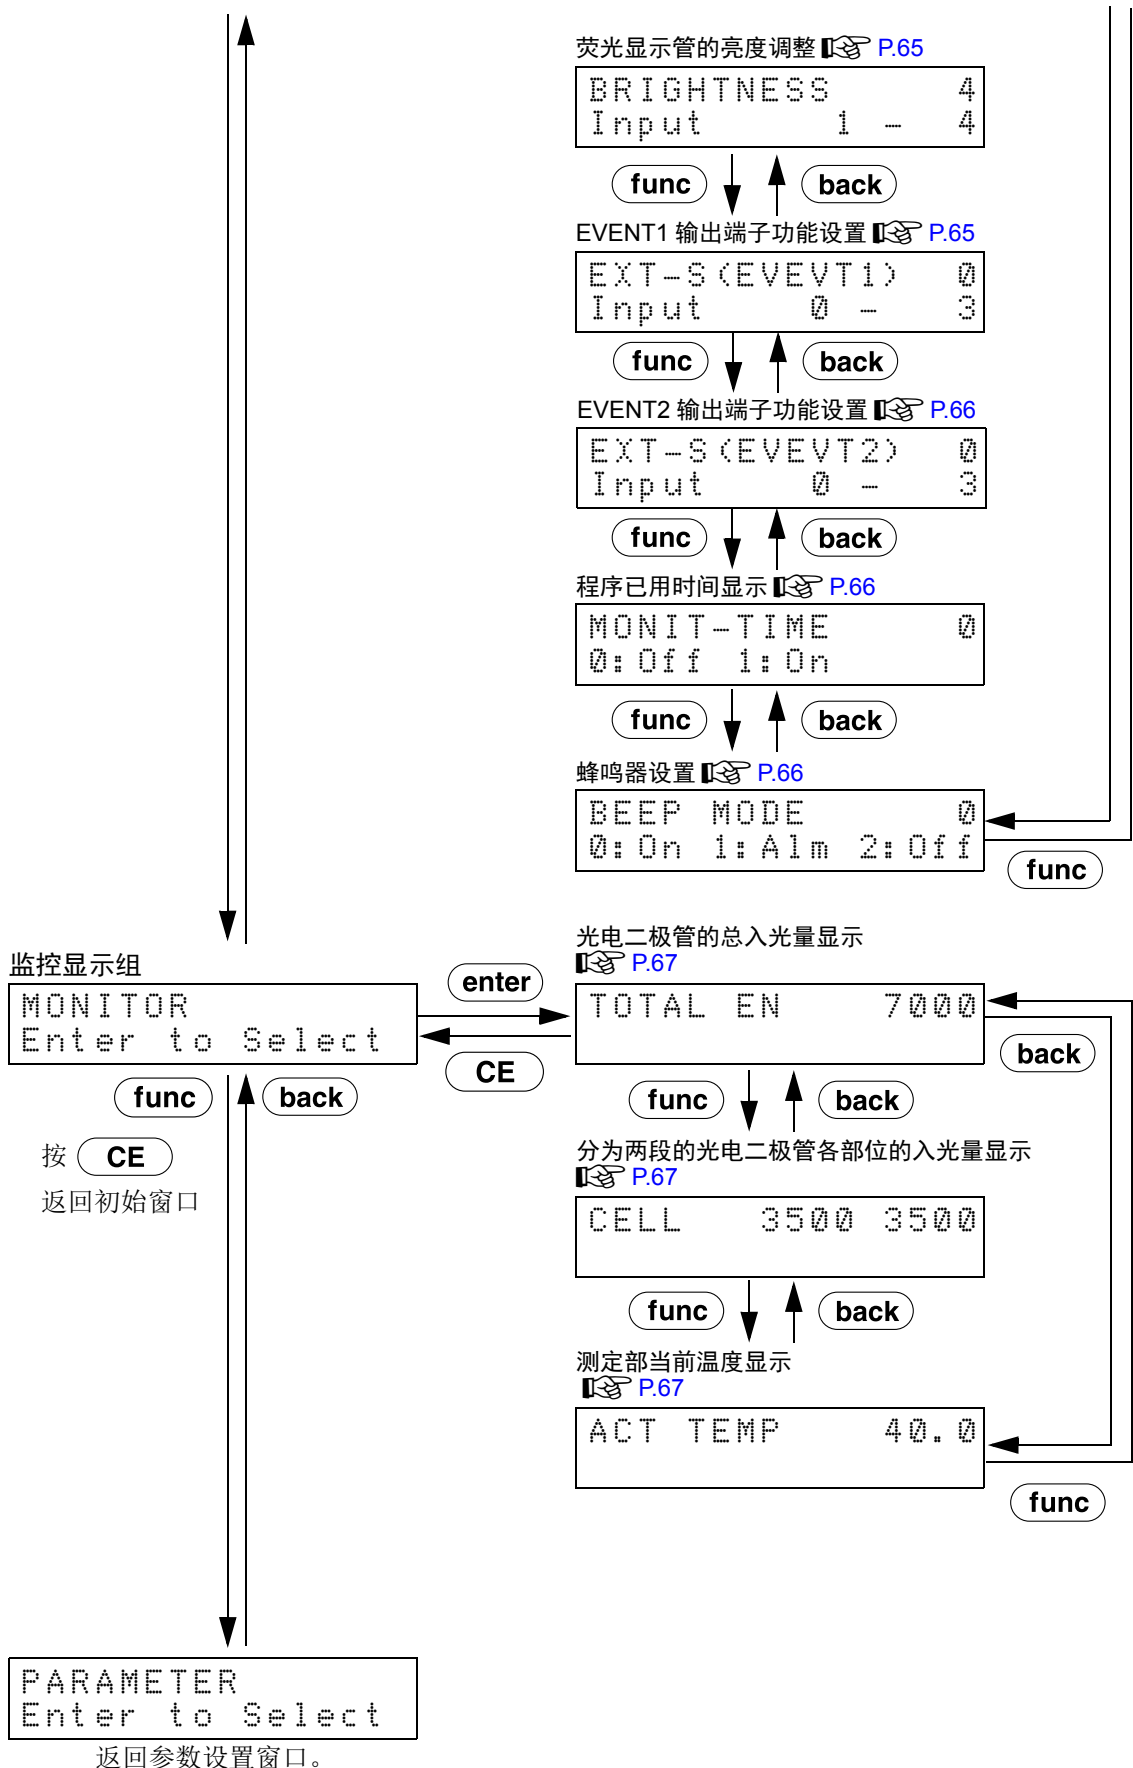 荧光显示管的亮度调整 P.65
BRIGHTNESS 4
Input 1 - 4
func back
EVENT1 输出端子功能设置 P.65
EXT-S(EVEVT1) 0
Input 0 - 3
func back
EVENT2 输出端子功能设置 P.66
EXT-S(EVEVT2) 0
Input 0 - 3
func back
程序已用时间显示 P.66
MONIT-TIME 0
0:Off 1:On
func back
蜂鸣器设置 P.66
BEEP MODE 0
0:On 1:Alm 2:Off
func
监控显示组
MONITOR
Enter to Select
enter
CE
func back
按 CE
返回初始窗口
光电二极管的总入光量显示
P.67
TOTAL EN 7000
back
func back
分为两段的光电二极管各部位的入光量显示
P.67
CELL 3500 3500
func back
测定部当前温度显示
P.67
ACT TEMP 40.0
func
PARAMETER
Enter to Select
返回参数设置窗口。